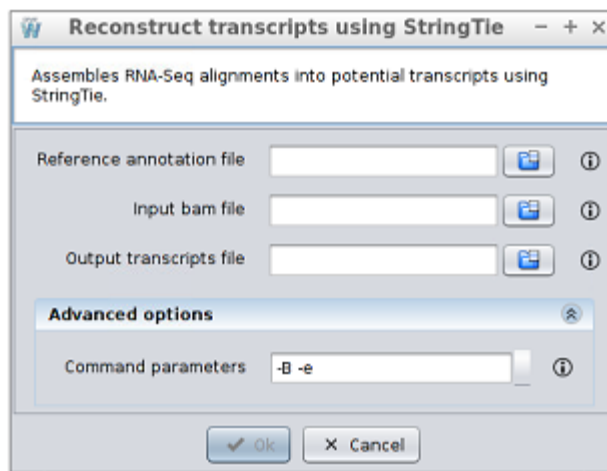 Reconstruct transcripts using StringTie
Assembles RNA-Seq alignments into potential transcripts using
StringTie.
Reference annotation file
Input bam file
Output transcripts file
Advanced options
Command parameters -B -e
Ok Cancel